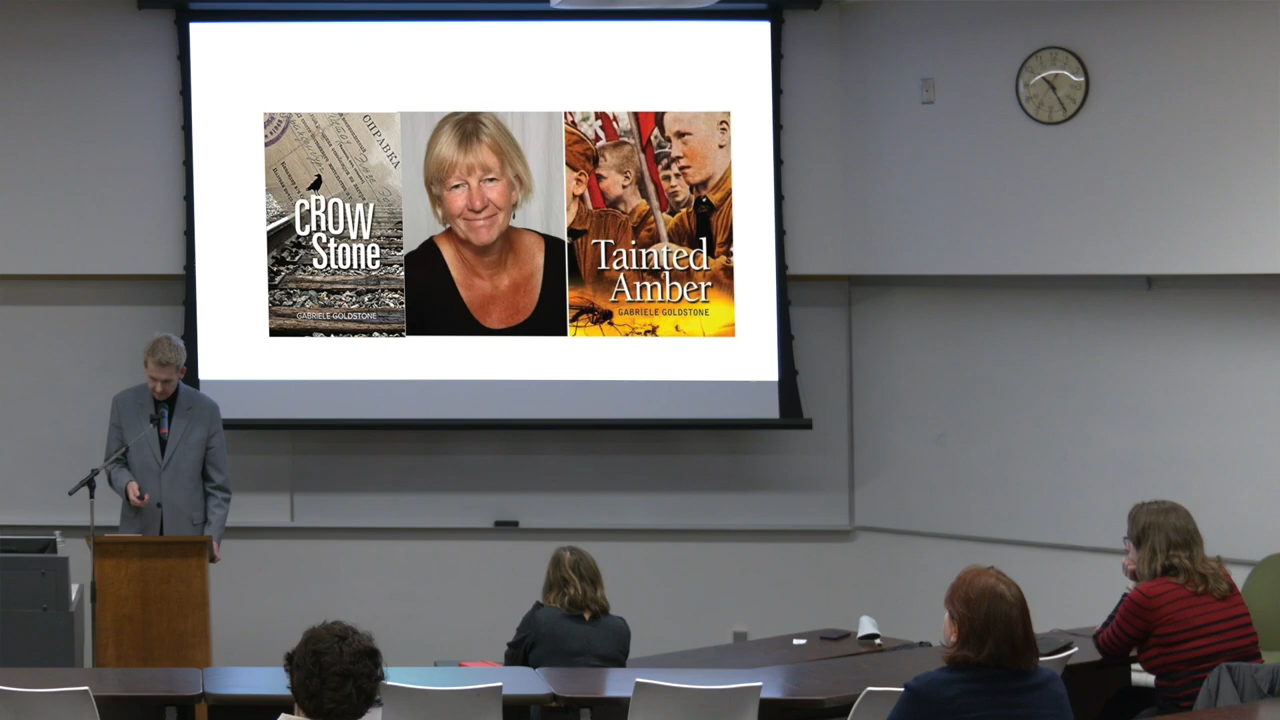 СПРАВКА
CROW
Stone
GABRIELE GOLDSTONE
Tainted
Amber
GABRIELE GOLDSTONE